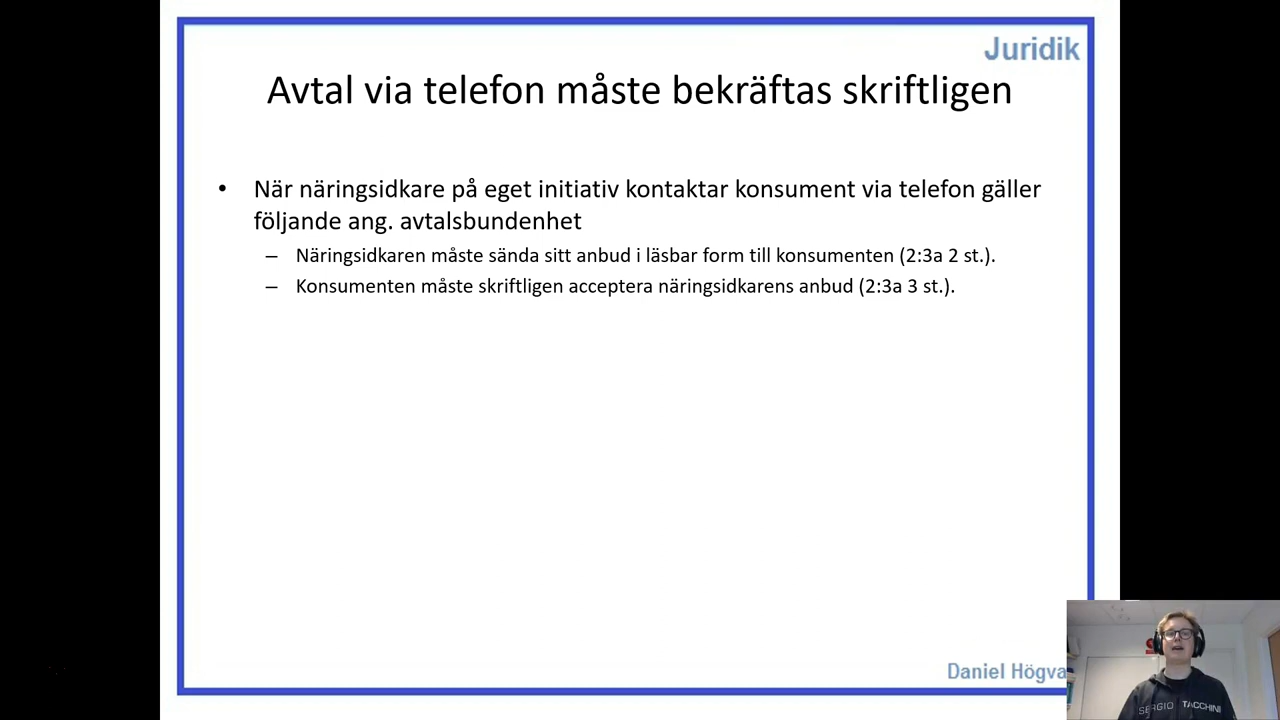 Juridik
Avtal via telefon måste bekräftas skriftligen
• När näringsidkare på eget initiativ kontaktar konsument via telefon gäller
följande ang. avtalsbundenhet
– Näringsidkaren måste sända sitt anbud i läsbar form till konsumenten (2:3a 2 st.).
– Konsumenten måste skriftligen acceptera näringsidkarens anbud (2:3a 3 st.).
Daniel
SERGIO TACCHINI